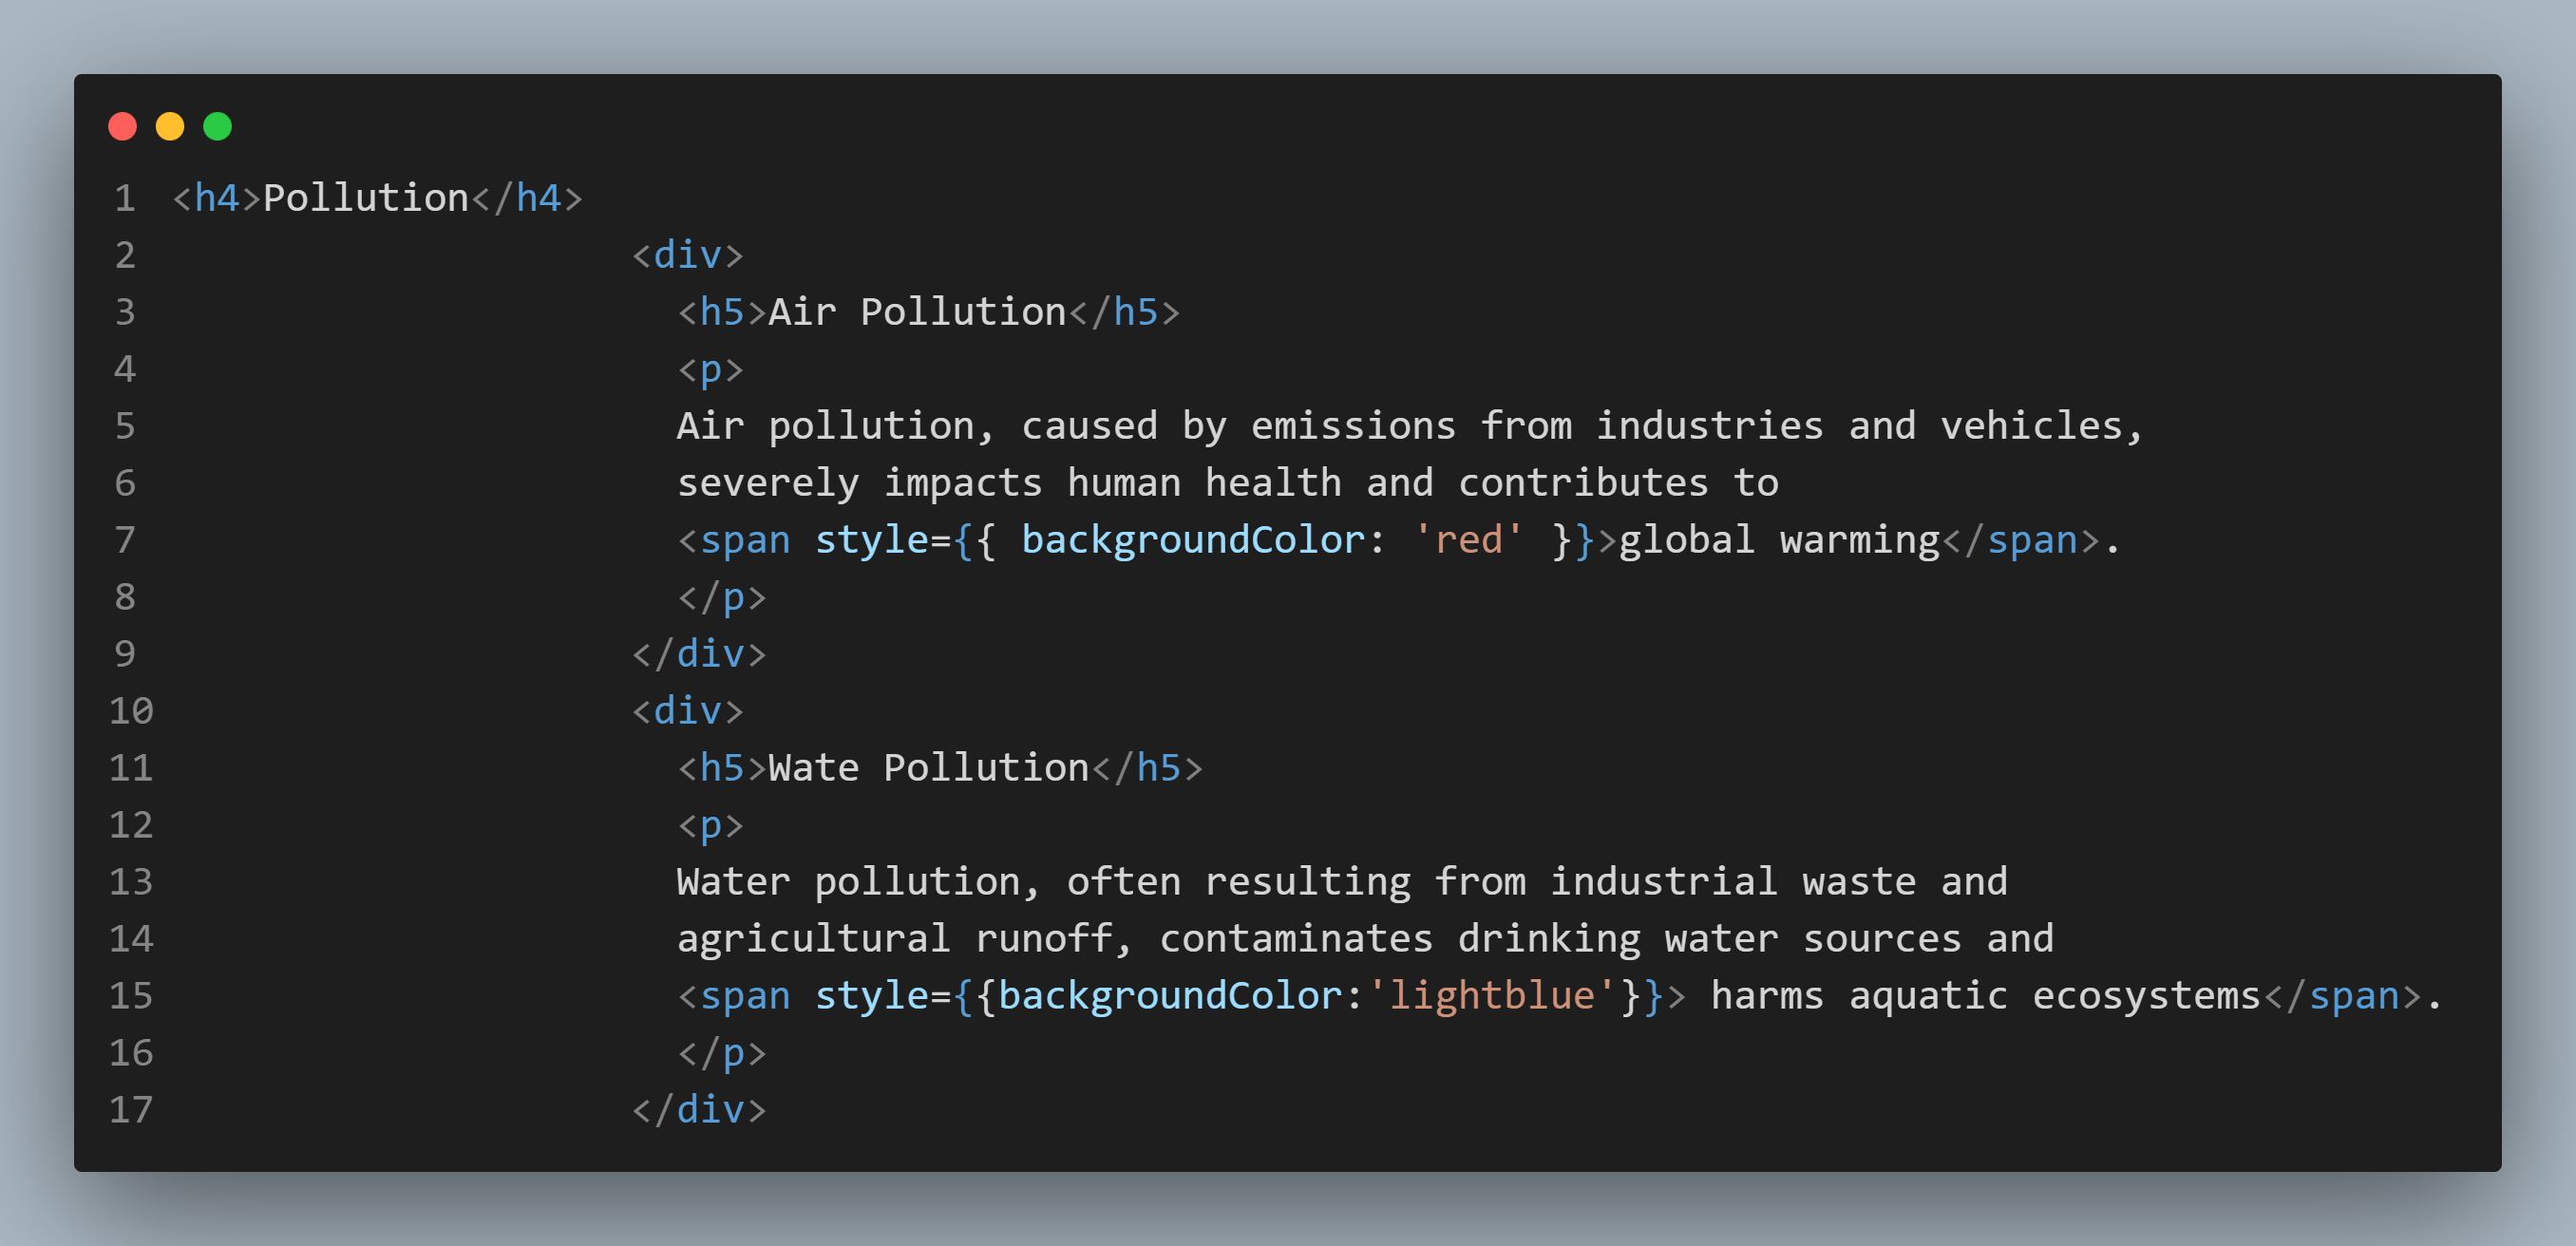 1 <h4>Pollution</h4>
2 <div>
3 <h5>Air Pollution</h5>
4 <p>
5 Air pollution, caused by emissions from industries and vehicles,
6 severely impacts human health and contributes to
7 <span style={{ backgroundColor: 'red' }}>global warming</span>.
8 </p>
9 </div>
10 <div>
11 <h5>Wate Pollution</h5>
12 <p>
13 Water pollution, often resulting from industrial waste and
14 agricultural runoff, contaminates drinking water sources and
15 <span style={{backgroundColor:'lightblue'}}> harms aquatic ecosystems</span>.
16 </p>
17 </div>